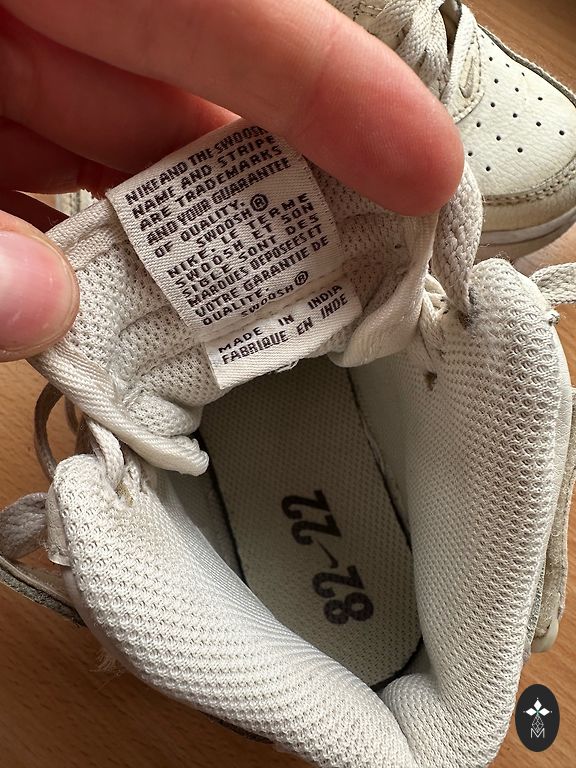 NIKE AND THE SWOOSH
NAME AND STRIPE
ARE TRADEMARKS
AND YOUR GUARANTEE
OF QUALITY.
SWOOSH®
NIKE, LE TERME
SWOOSH ET SON
SIGLE SONT DES
MARQUES DEPOSEES ET
VOTRE GARANTIE DE
QUALITE.
SWOOSH®
MADE IN INDIA
FABRIQUE EN INDE
82-22
M